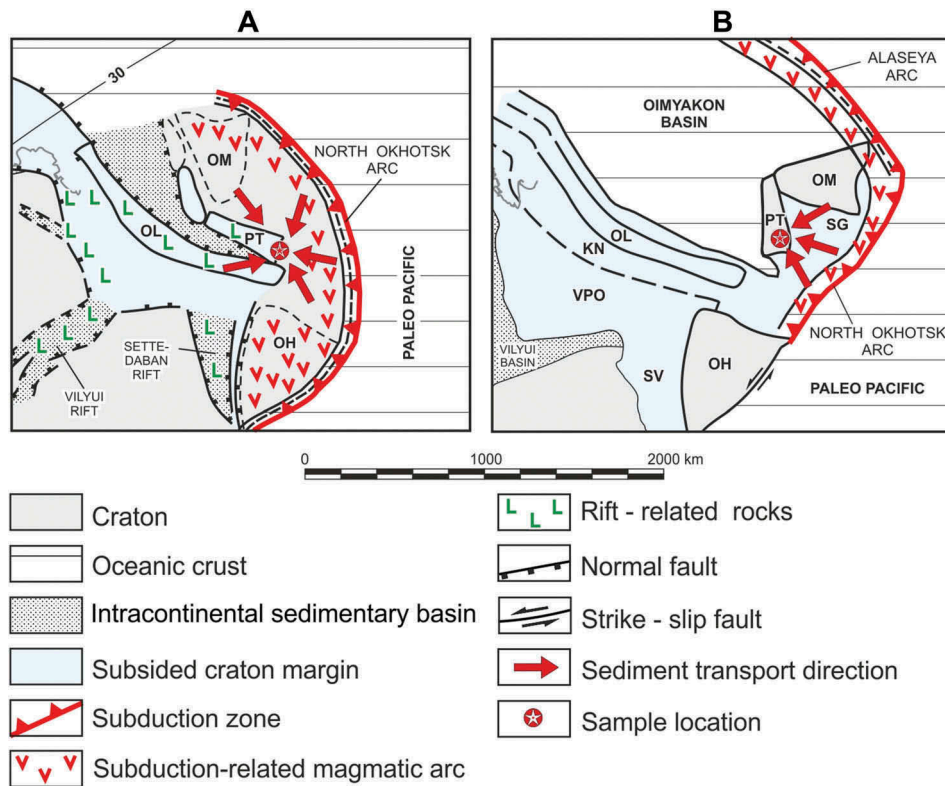 A
30
OM
NORTH OKHOTSK
ARC
OL
PT
PALEO PACIFIC
SETTE-
DABAN
RIFT
OH
VILYUI
RIFT
L L L L L L L L L L L L L L
B
ALASEYA
ARC
OIMYAKON
BASIN
OM
PT
SG
OL
KN
VPO
NORTH OKHOTSK
ARC
VILYUI
BASIN
SV
OH
PALEO PACIFIC
0 1000 2000 km
Craton
Oceanic crust
Intracontinental sedimentary basin
Subsided craton margin
Subduction zone
Subduction-related magmatic arc
L L L
Rift - related rocks
Normal fault
Strike - slip fault
Sediment transport direction
Sample location